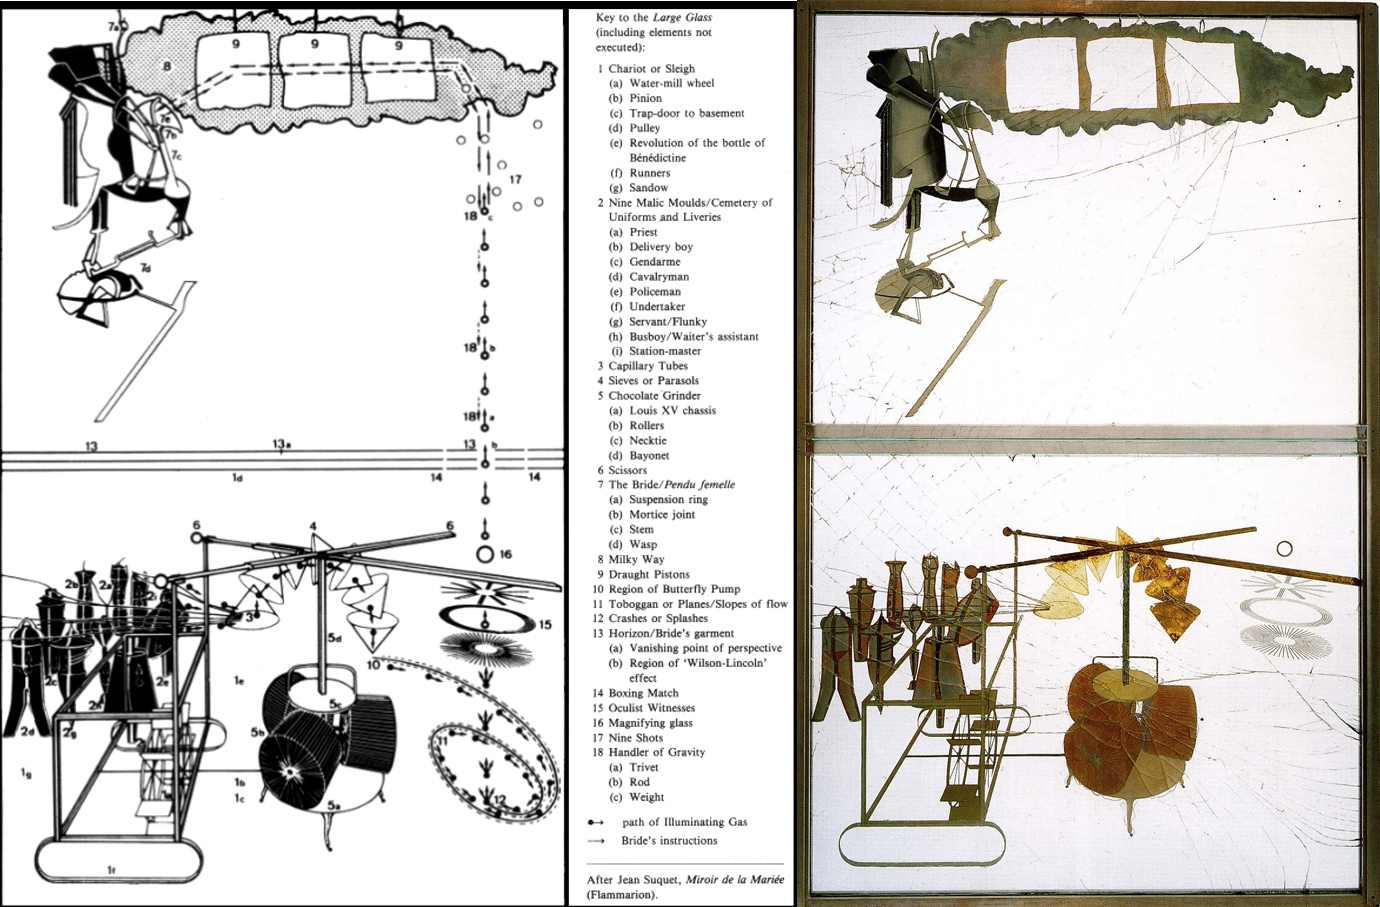 7a
9
9
9
8
7e
7b
7c
17
18
c
7d
18
b
18
a
13
13a
13
b
1d
14
14
6
4
6
16
2b
2a
3
15
5d
10
2c
2e
1e
5c
2h
2d
2g
5b
11
1g
1b
1c
12
5a
1f
Key to the Large Glass
(including elements not
executed):
1 Chariot or Sleigh
(a) Water-mill wheel
(b) Pinion
(c) Trap-door to basement
(d) Pulley
(e) Revolution of the bottle of
Bénédictine
(f) Runners
(g) Sandow
2 Nine Malic Moulds/Cemetery of
Uniforms and Liveries
(a) Priest
(b) Delivery boy
(c) Gendarme
(d) Cavalryman
(e) Policeman
(f) Undertaker
(g) Servant/Flunky
(h) Busboy/Waiter's assistant
(i) Station-master
3 Capillary Tubes
4 Sieves or Parasols
5 Chocolate Grinder
(a) Louis XV chassis
(b) Rollers
(c) Necktie
(d) Bayonet
6 Scissors
7 The Bride/Pendu femelle
(a) Suspension ring
(b) Mortice joint
(c) Stem
(d) Wasp
8 Milky Way
9 Draught Pistons
10 Region of Butterfly Pump
11 Toboggan or Planes/Slopes of flow
12 Crashes or Splashes
13 Horizon/Bride's garment
(a) Vanishing point of perspective
(b) Region of 'Wilson-Lincoln'
effect
14 Boxing Match
15 Oculist Witnesses
16 Magnifying glass
17 Nine Shots
18 Handler of Gravity
(a) Trivet
(b) Rod
(c) Weight
path of Illuminating Gas
Bride's instructions
After Jean Suquet, Miroir de la Mariée
(Flammarion).